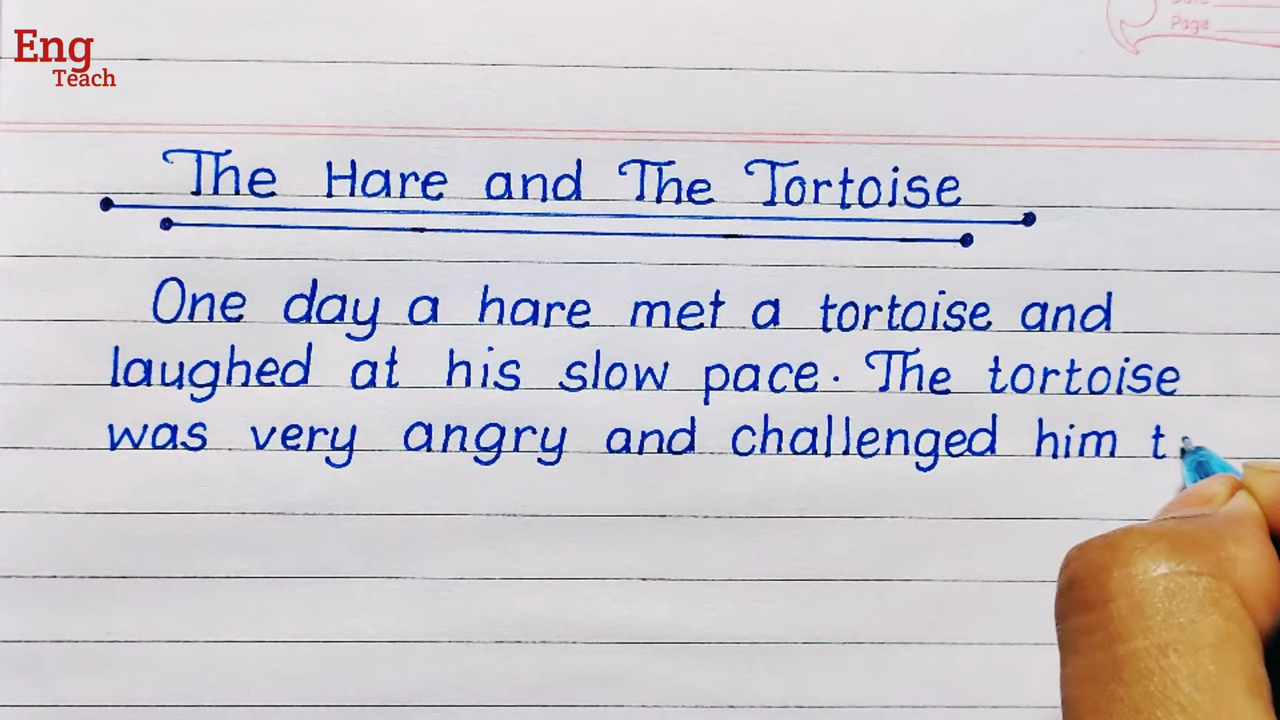 Eng
Teach
Page
The Hare and The Tortoise
One day a hare met a tortoise and
laughed at his slow pace. The tortoise
was very angry and challenged him t